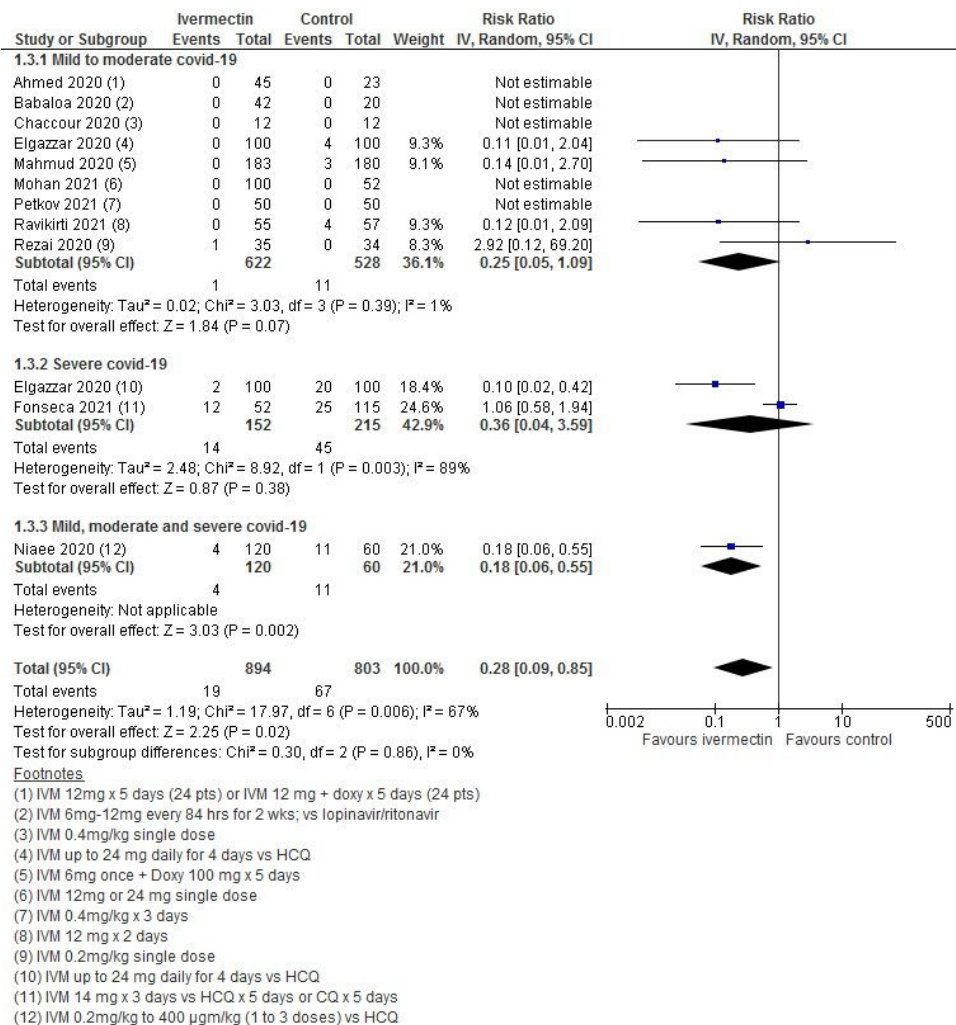 Ivermectin Control Risk Ratio Risk Ratio
Study or Subgroup Events Total Events Total Weight IV, Random, 95% CI IV, Random, 95% CI
1.3.1 Mild to moderate covid-19
Ahmed 2020 (1) 0 45 0 23 Not estimable
Babaloa 2020 (2) 0 42 0 20 Not estimable
Chaccour 2020 (3) 0 12 0 12 Not estimable
Elgazzar 2020 (4) 0 100 4 100 9.3% 0.11 [0.01, 2.04]
Mahmud 2020 (5) 0 183 3 180 9.1% 0.14 [0.01, 2.70]
Mohan 2021 (6) 0 100 0 52 Not estimable
Petkov 2021 (7) 0 50 0 50 Not estimable
Ravikirti 2021 (8) 0 55 4 57 9.3% 0.12 [0.01, 2.09]
Rezai 2020 (9) 1 35 0 34 8.3% 2.92 [0.12, 69.20]
Subtotal (95% CI) 622 528 36.1% 0.25 [0.05, 1.09]
Total events 1 11
Heterogeneity: Tau² = 0.02; Chi² = 3.03, df = 3 (P = 0.39); I² = 1%
Test for overall effect: Z = 1.84 (P = 0.07)
1.3.2 Severe covid-19
Elgazzar 2020 (10) 2 100 20 100 18.4% 0.10 [0.02, 0.42]
Fonseca 2021 (11) 12 52 25 115 24.6% 1.06 [0.58, 1.94]
Subtotal (95% CI) 152 215 42.9% 0.36 [0.04, 3.59]
Total events 14 45
Heterogeneity: Tau² = 2.48; Chi² = 8.92, df = 1 (P = 0.003); I² = 89%
Test for overall effect: Z = 0.87 (P = 0.38)
1.3.3 Mild, moderate and severe covid-19
Niaee 2020 (12) 4 120 11 60 21.0% 0.18 [0.06, 0.55]
Subtotal (95% CI) 120 60 21.0% 0.18 [0.06, 0.55]
Total events 4 11
Heterogeneity: Not applicable
Test for overall effect: Z = 3.03 (P = 0.002)
Total (95% CI) 894 803 100.0% 0.28 [0.09, 0.85]
Total events 19 67
Heterogeneity: Tau² = 1.19; Chi² = 17.97, df = 6 (P = 0.006); I² = 67%
Test for overall effect: Z = 2.25 (P = 0.02)
Test for subgroup differences: Chi² = 0.30, df = 2 (P = 0.86), I² = 0%
0.002 0.1 1 10 500
Favours ivermectin Favours control
Footnotes
(1) IVM 12mg x 5 days (24 pts) or IVM 12 mg + doxy x 5 days (24 pts)
(2) IVM 6mg-12mg every 84 hrs for 2 wks; vs lopinavir/ritonavir
(3) IVM 0.4mg/kg single dose
(4) IVM up to 24 mg daily for 4 days vs HCQ
(5) IVM 6mg once + Doxy 100 mg x 5 days
(6) IVM 12mg or 24 mg single dose
(7) IVM 0.4mg/kg x 3 days
(8) IVM 12 mg x 2 days
(9) IVM 0.2mg/kg single dose
(10) IVM up to 24 mg daily for 4 days vs HCQ
(11) IVM 14 mg x 3 days vs HCQ x 5 days or CQ x 5 days
(12) IVM 0.2mg/kg to 400 µgm/kg (1 to 3 doses) vs HCQ